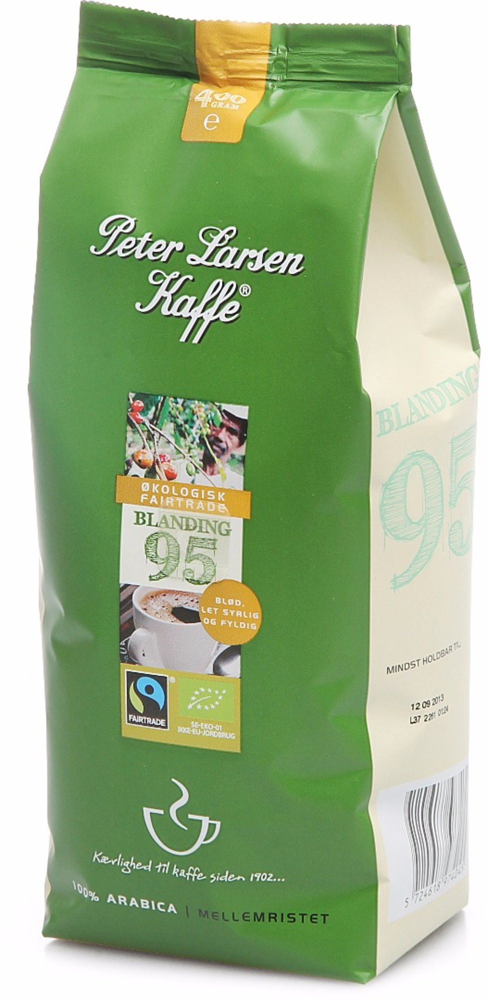 400
GRAM
e
Peter Larsen
Kaffe®
ØKOLOGISK
FAIRTRADE
BLANDING
95
BLØD,
LET SYRLIG
OG FYLDIG
FAIRTRADE
®
SE-EKO-01
IKKE-EU-JORDBRUG
Kærlighed til kaffe siden 1902...
100% ARABICA | MELLEMRISTET
BLANDING
95
MINDST HOLDBAR TIL:
12 09 2013
L37 2261 01:24
5 724618 974043